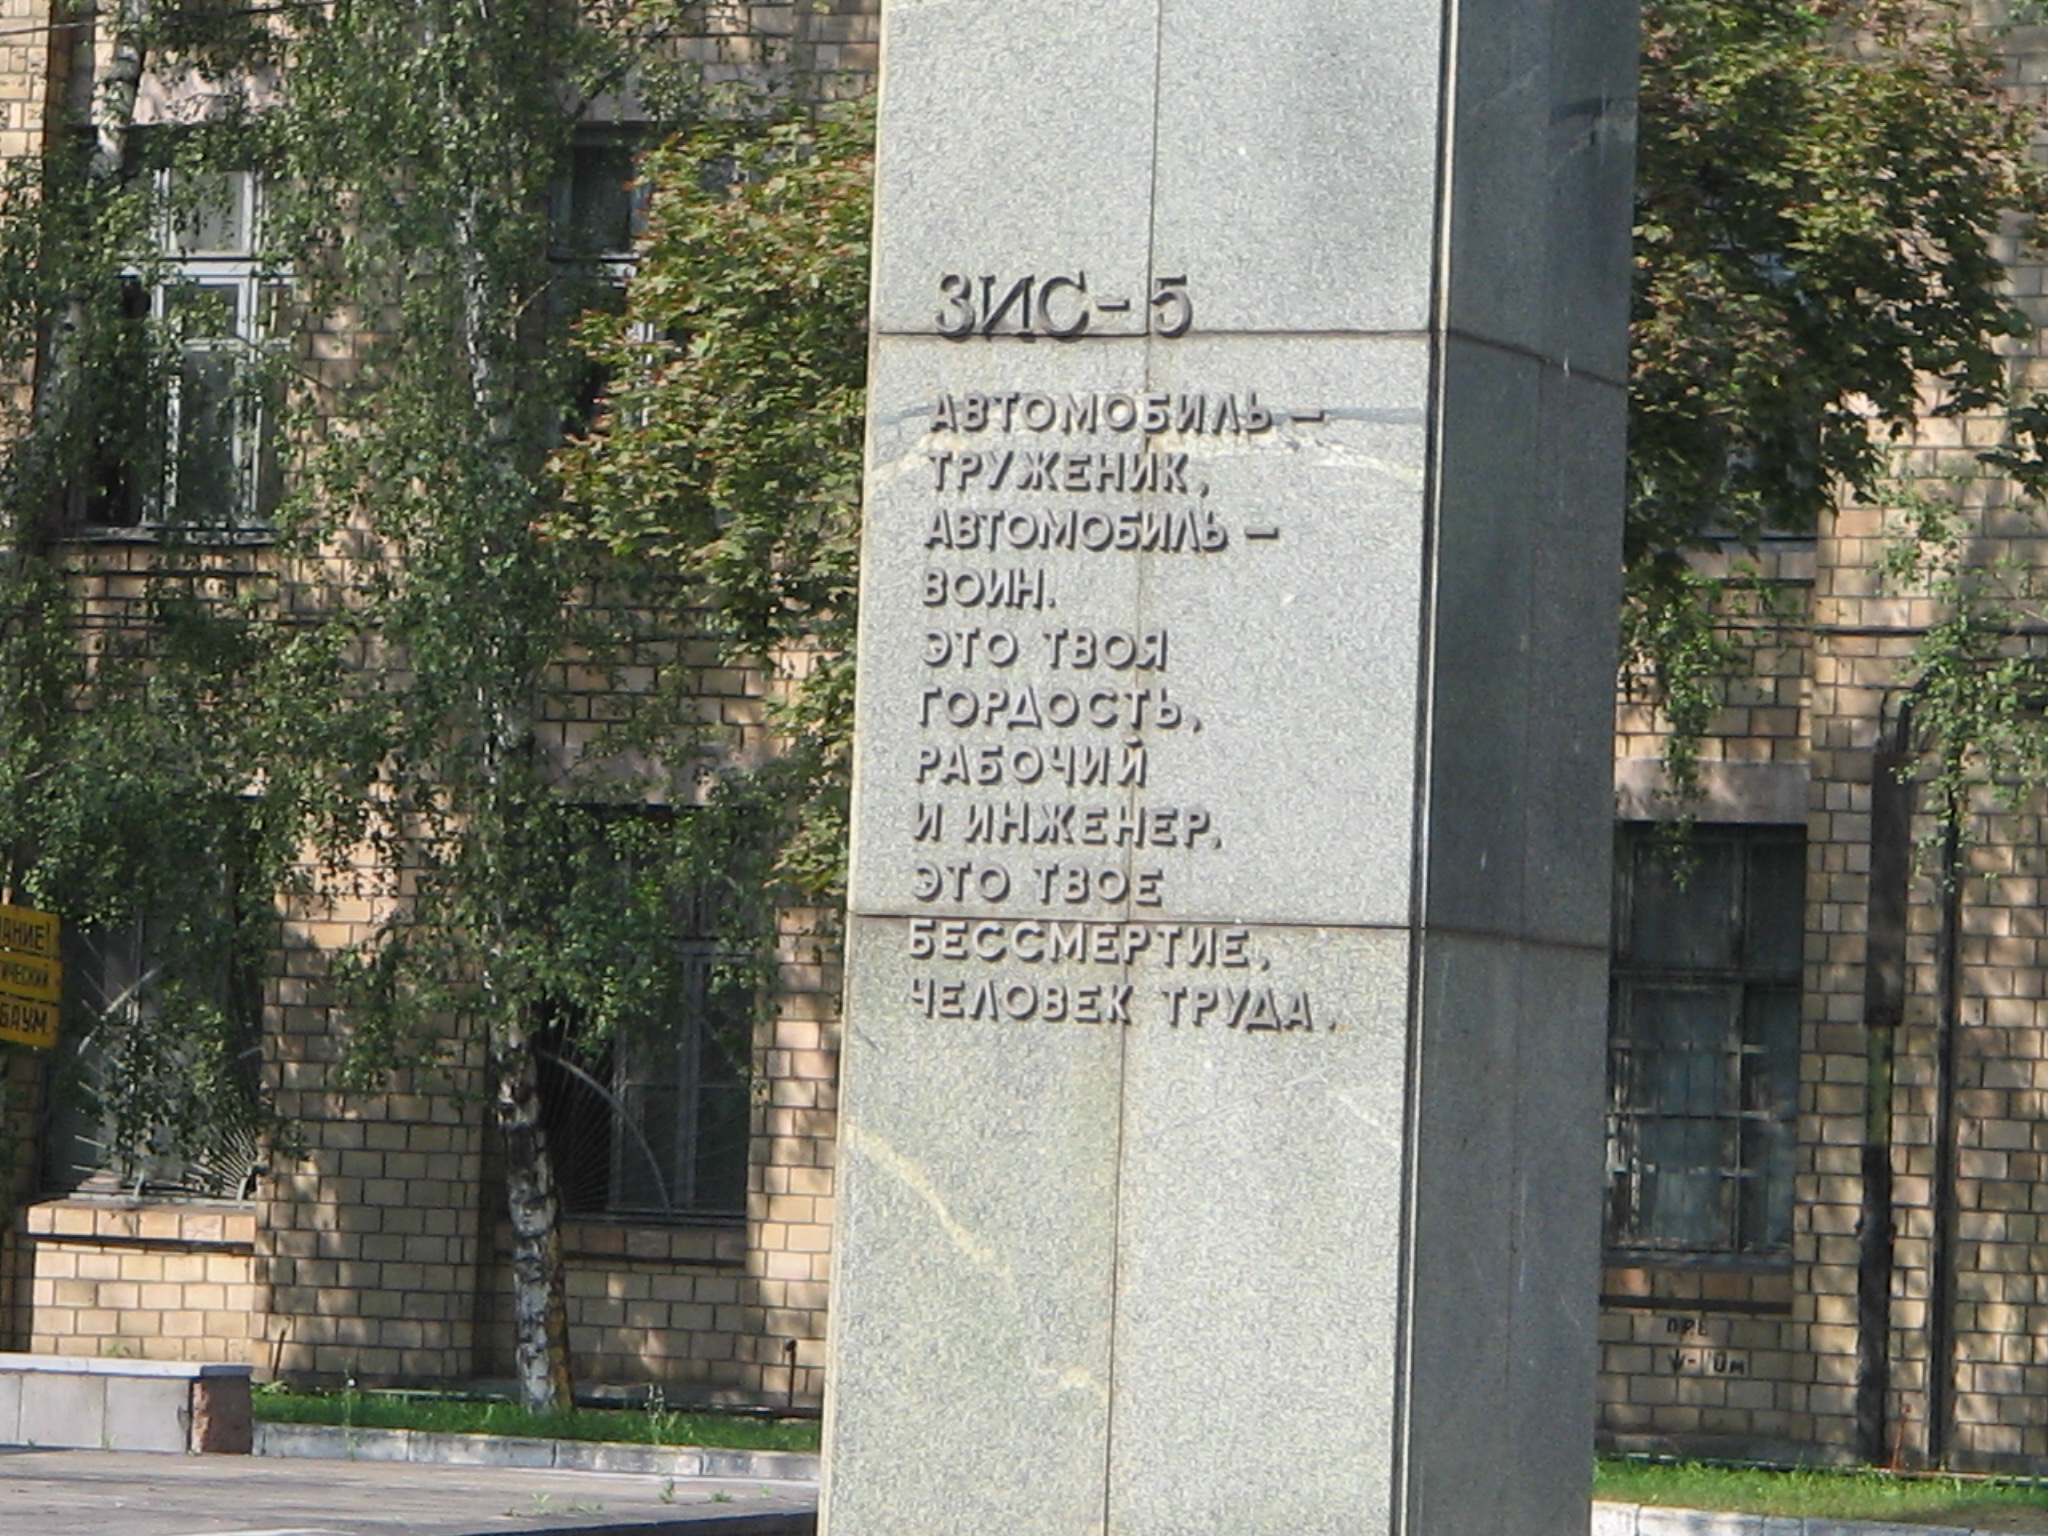 ЗИС-5
АВТОМОБИЛЬ –
ТРУЖЕНИК,
АВТОМОБИЛЬ –
ВОИН.
ЭТО ТВОЯ
ГОРДОСТЬ,
РАБОЧИЙ
И ИНЖЕНЕР.
ЭТО ТВОЕ
БЕССМЕРТИЕ,
ЧЕЛОВЕК ТРУДА.